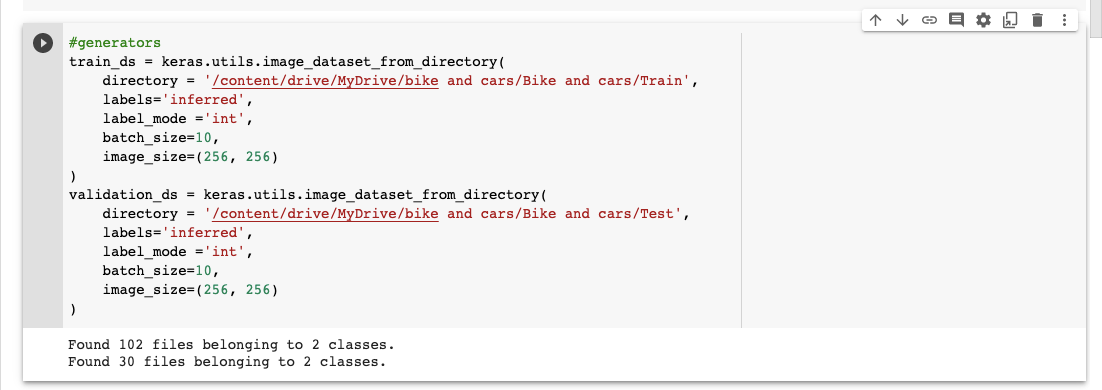 #generators
train_ds = keras.utils.image_dataset_from_directory(
    directory = '/content/drive/MyDrive/bike and cars/Bike and cars/Train',
    labels='inferred',
    label_mode ='int',
    batch_size=10,
    image_size=(256, 256)
)
validation_ds = keras.utils.image_dataset_from_directory(
    directory = '/content/drive/MyDrive/bike and cars/Bike and cars/Test',
    labels='inferred',
    label_mode ='int',
    batch_size=10,
    image_size=(256, 256)
)
Found 102 files belonging to 2 classes.
Found 30 files belonging to 2 classes.